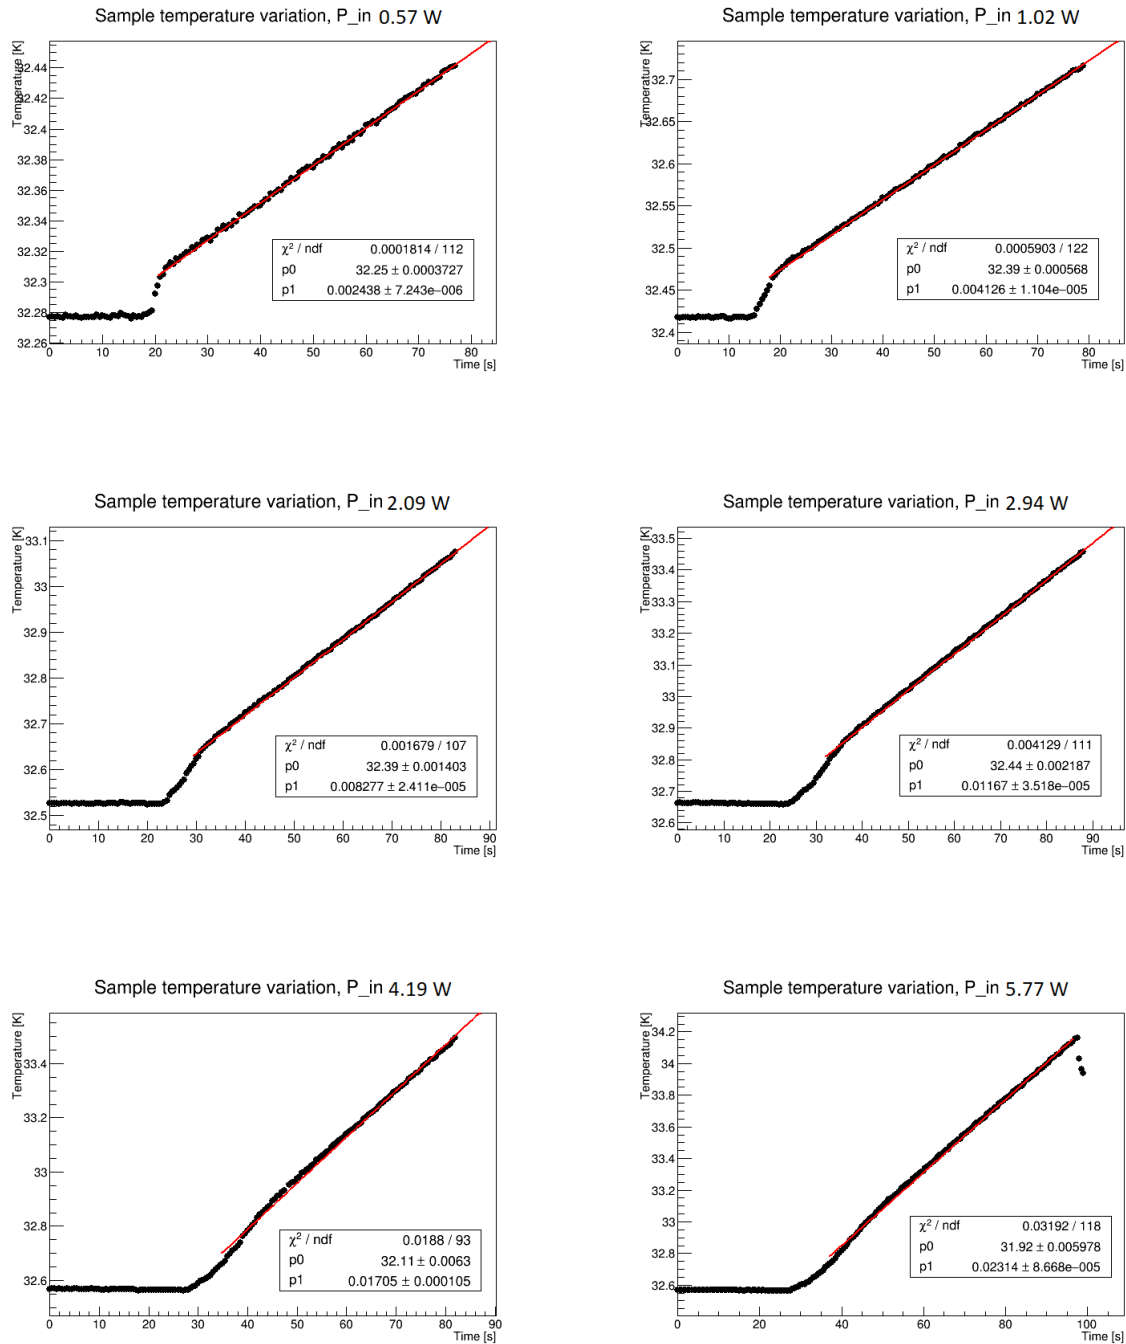 Sample temperature variation, P_in 0.57 W
Temperature [K]
32.44
32.42
32.4
32.38
32.36
32.34
32.32
32.3
32.28
32.26
χ² / ndf 0.0001814 / 112
p0 32.25 ± 0.0003727
p1 0.002438 ± 7.243e−006
0 10 20 30 40 50 60 70 80
Time [s]
Sample temperature variation, P_in 1.02 W
Temperature [K]
32.7
32.65
32.6
32.55
32.5
32.45
32.4
χ² / ndf 0.0005903 / 122
p0 32.39 ± 0.000568
p1 0.004126 ± 1.104e−005
0 10 20 30 40 50 60 70 80
Time [s]
Sample temperature variation, P_in 2.09 W
Temperature [K]
33.1
33
32.9
32.8
32.7
32.6
32.5
χ² / ndf 0.001679 / 107
p0 32.39 ± 0.001403
p1 0.008277 ± 2.411e−005
0 10 20 30 40 50 60 70 80 90
Time [s]
Sample temperature variation, P_in 2.94 W
Temperature [K]
33.5
33.4
33.3
33.2
33.1
33
32.9
32.8
32.7
32.6
χ² / ndf 0.004129 / 111
p0 32.44 ± 0.002187
p1 0.01167 ± 3.518e−005
0 10 20 30 40 50 60 70 80 90
Time [s]
Sample temperature variation, P_in 4.19 W
Temperature [K]
33.4
33.2
33
32.8
32.6
χ² / ndf 0.0188 / 93
p0 32.11 ± 0.0063
p1 0.01705 ± 0.000105
0 10 20 30 40 50 60 70 80 90
Time [s]
Sample temperature variation, P_in 5.77 W
Temperature [K]
34.2
34
33.8
33.6
33.4
33.2
33
32.8
32.6
χ² / ndf 0.03192 / 118
p0 31.92 ± 0.005978
p1 0.02314 ± 8.668e−005
0 20 40 60 80 100
Time [s]